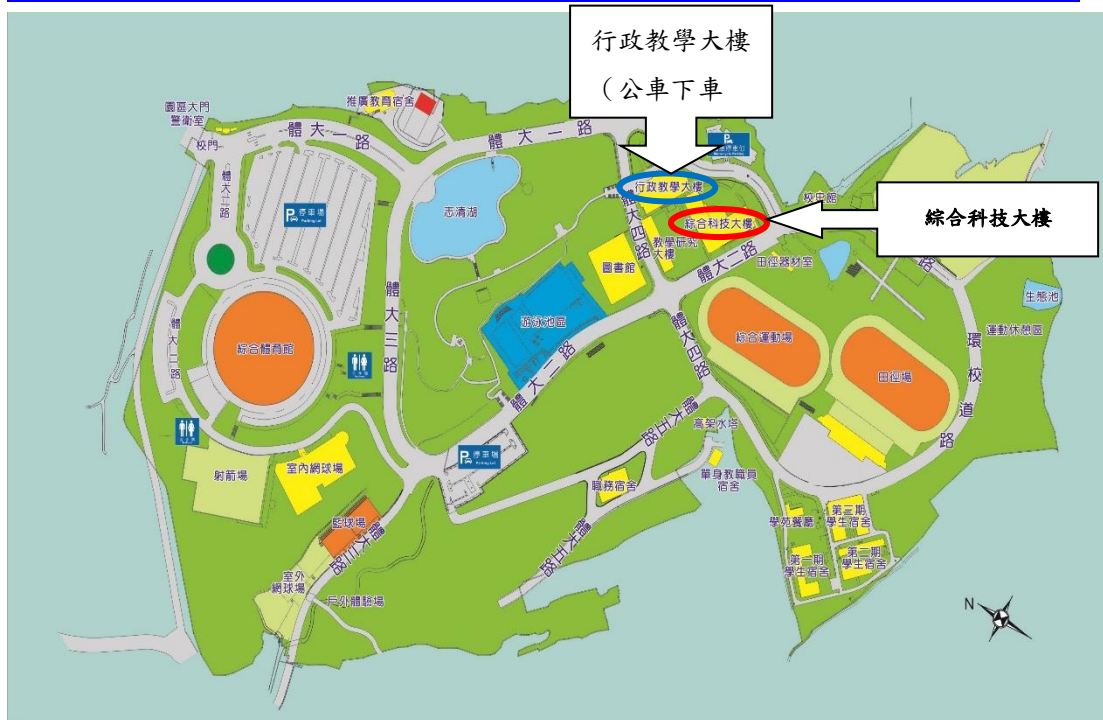 行政教學大樓
（公車下車
園區大門
警衛室
校門
推廣教育宿舍
體大一路
體大一路
體大二路
P 停車場
Parking Lot
志清湖
行政教學大樓
綜合科技大樓
綜合科技大樓
教學研究
大樓
體大四路
圖書館
體大二路
田徑器材室
生態池
運動休憩區
環校道路
游泳池區
體大二路
體大三路
綜合體育館
體大二路
綜合運動場
田徑場
體大四路
體大五路
高架水塔
單身教職員
宿舍
職務宿舍
體大五路
P 停車場
Parking Lot
射箭場
室內網球場
籃球場
體大三路
室外
網球場
戶外體驗場
學苑餐廳
第三期
學生宿舍
第一期
學生宿舍
第二期
學生宿舍
N